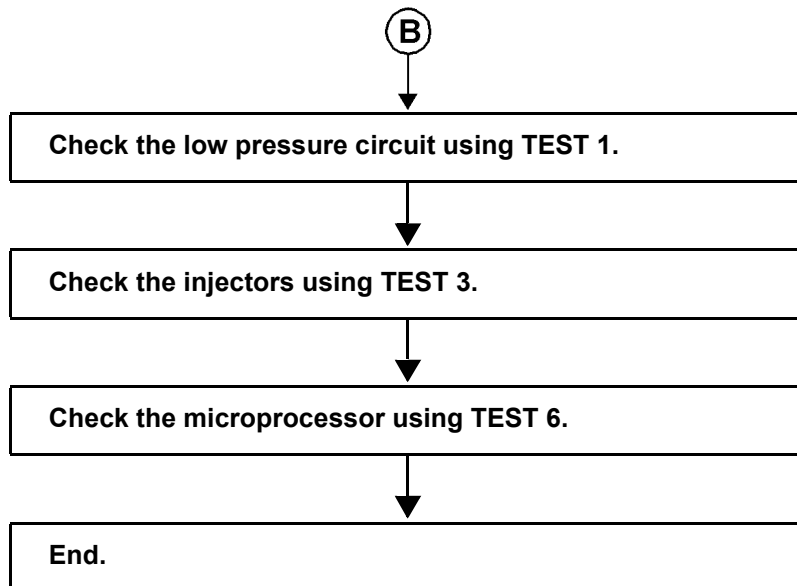 B
Check the low pressure circuit using TEST 1.
Check the injectors using TEST 3.
Check the microprocessor using TEST 6.
End.